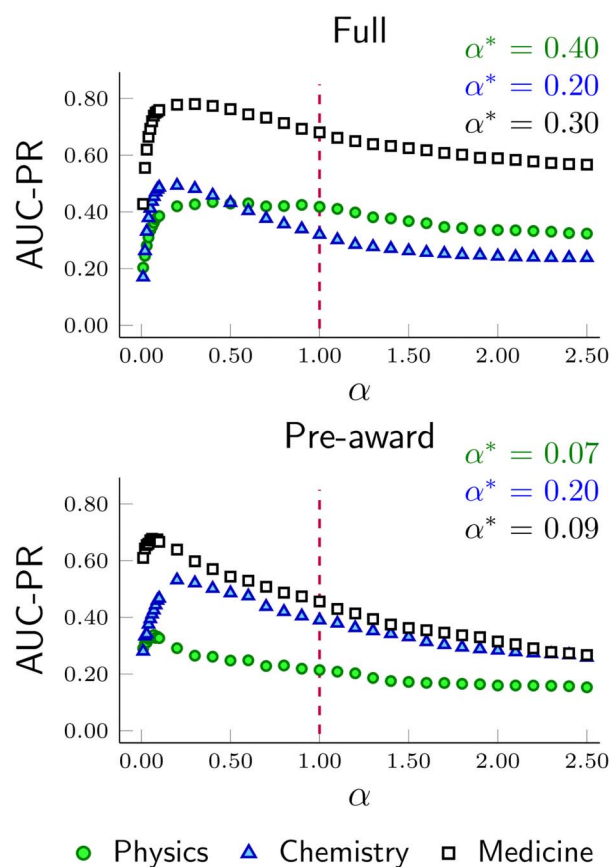 Full
α* = 0.40
α* = 0.20
α* = 0.30
AUC-PR
0.80
0.60
0.40
0.20
0.00
0.00 0.50 1.00 1.50 2.00 2.50
α
Pre-award
α* = 0.07
α* = 0.20
α* = 0.09
AUC-PR
0.80
0.60
0.40
0.20
0.00
0.00 0.50 1.00 1.50 2.00 2.50
α
Physics Chemistry Medicine